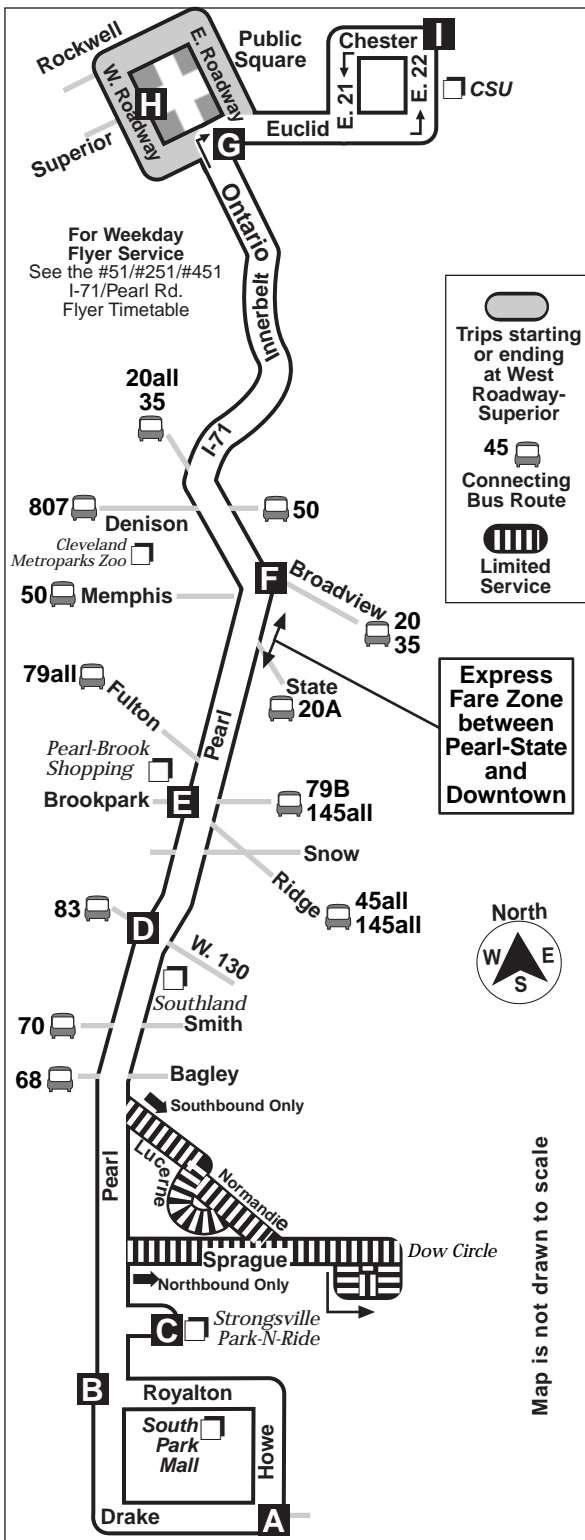 Rockwell
E. Roadway
W. Roadway
Public
Square
Chester
I
H
E. 21
E. 22
CSU
Superior
G
Euclid
Ontario
For Weekday
Flyer Service
See the #51/#251/#451
I-71/Pearl Rd.
Flyer Timetable
Innerbelt
Trips starting
or ending
at West
Roadway-
Superior
45
Connecting
Bus Route
Limited
Service
20all
35
I-71
807
Denison
50
Cleveland
Metroparks Zoo
F
Broadview
50
Memphis
20
35
79all
Fulton
State
20A
Pearl
Express
Fare Zone
between
Pearl-State
and
Downtown
Pearl-Brook
Shopping
Brookpark
E
79B
145all
Snow
Ridge
45all
145all
83
D
W. 130
Southland
North
W
E
S
70
Smith
68
Bagley
Southbound Only
Pearl
Lucerne
Normandie
Sprague
Dow Circle
Northbound Only
C
Strongsville
Park-N-Ride
B
Royalton
South
Park
Mall
Howe
Drake
A
Map is not drawn to scale